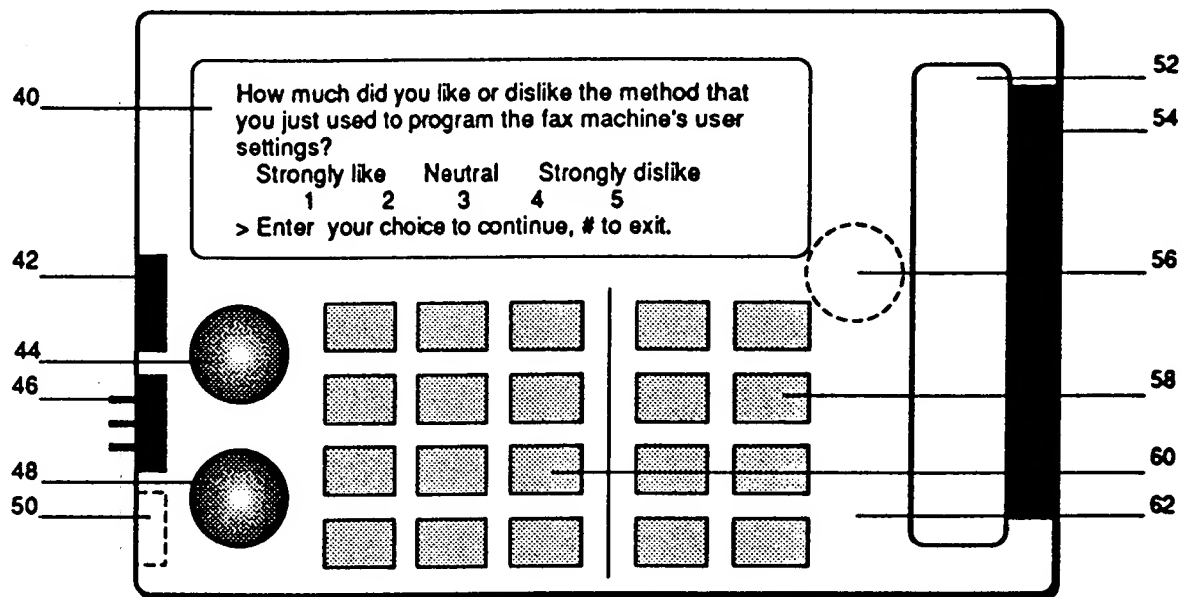 How much did you like or dislike the method that
you just used to program the fax machine's user
settings?
Strongly like Neutral Strongly dislike
1 2 3 4 5
> Enter your choice to continue, # to exit.
40
42
44
46
48
50
52
54
56
58
60
62